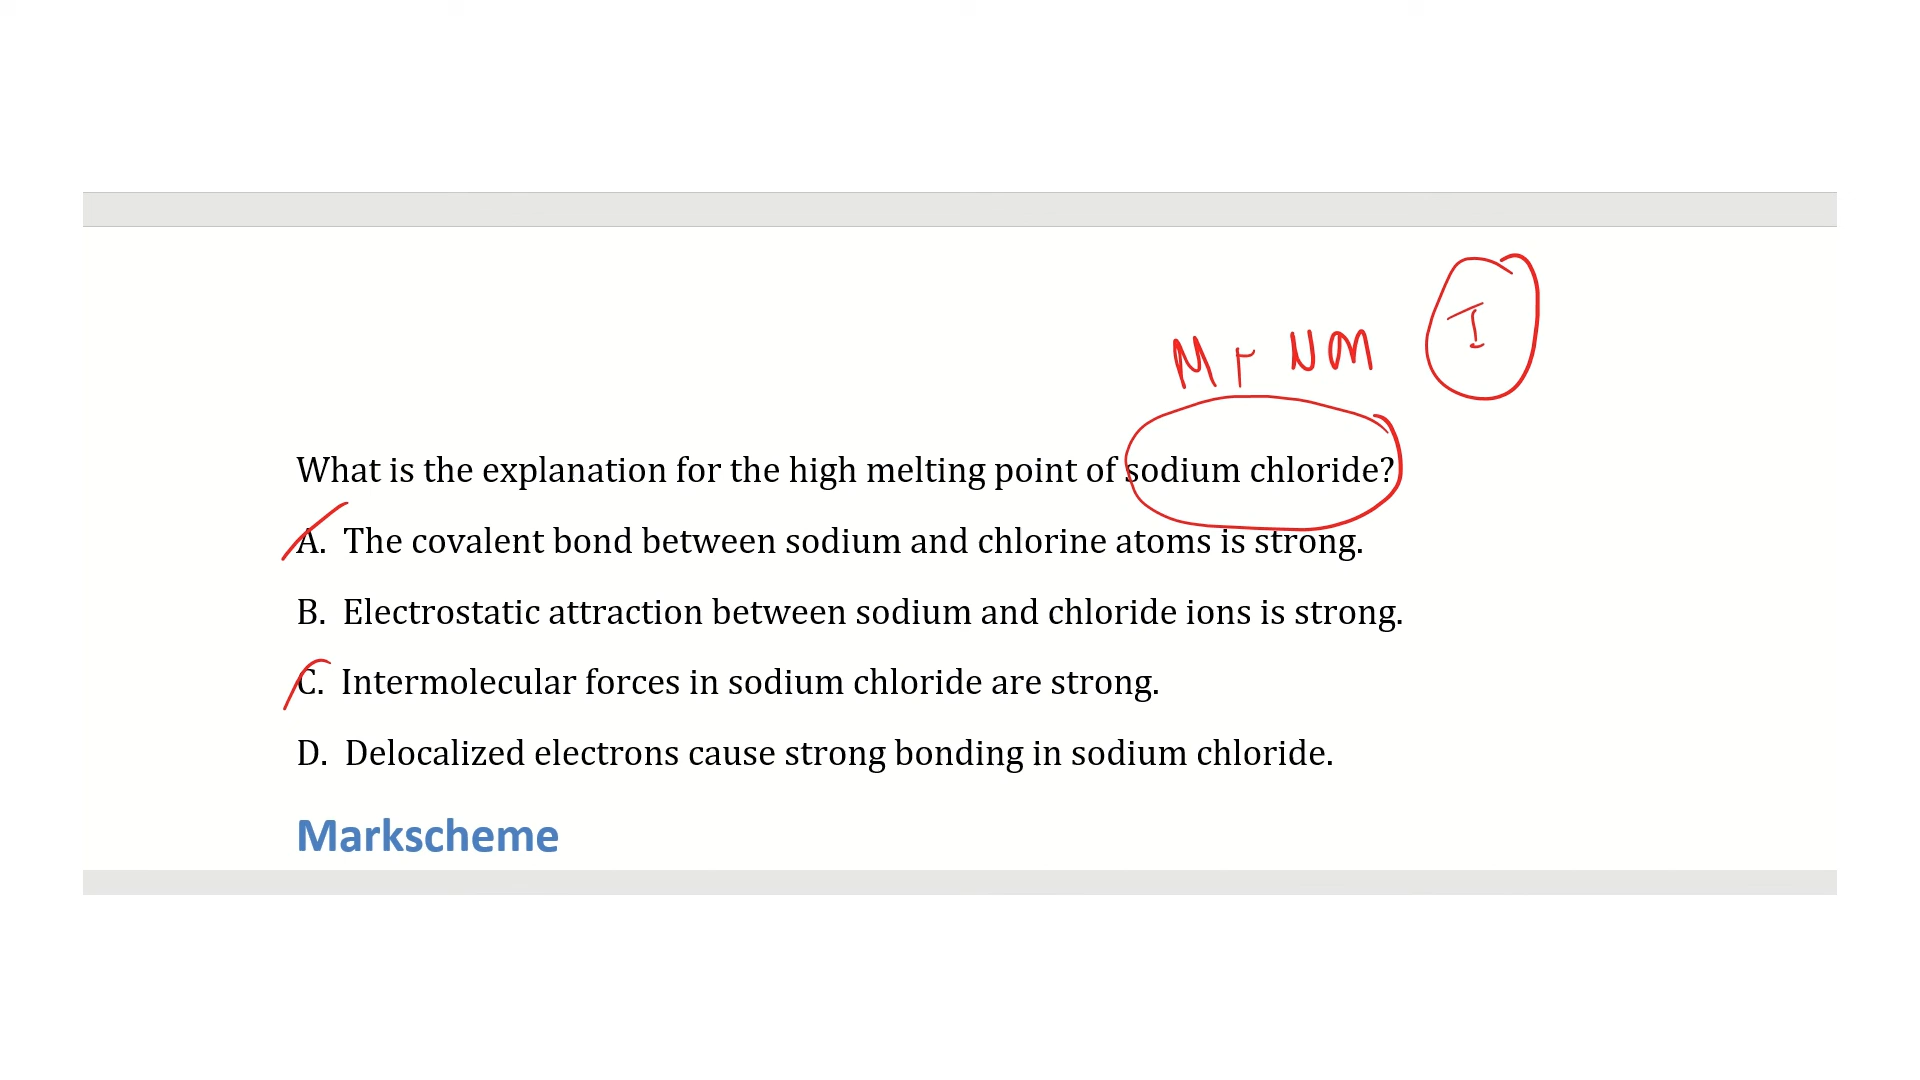 M + NM I
What is the explanation for the high melting point of sodium chloride?
A. The covalent bond between sodium and chlorine atoms is strong.
B. Electrostatic attraction between sodium and chloride ions is strong.
C. Intermolecular forces in sodium chloride are strong.
D. Delocalized electrons cause strong bonding in sodium chloride.
Markscheme